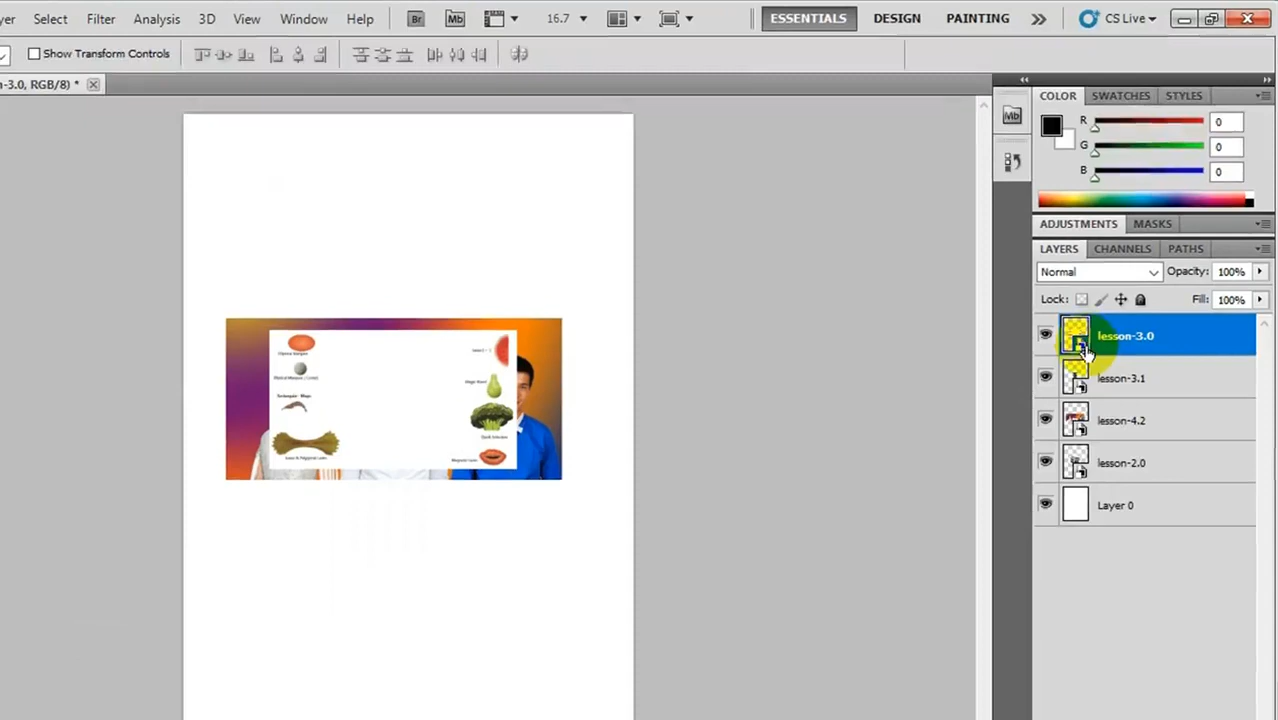 yer Select Filter Analysis 3D View Window Help Br Mb 16.7 ESSENTIALS DESIGN PAINTING CS Live
Show Transform Controls
n-3.0, RGB/8) *
COLOR SWATCHES STYLES
Mb
R 0
G 0
B 0
ADJUSTMENTS MASKS
LAYERS CHANNELS PATHS
Normal Opacity: 100%
Lock: Fill: 100%
lesson-3.0
lesson-3.1
lesson-4.2
lesson-2.0
Layer 0